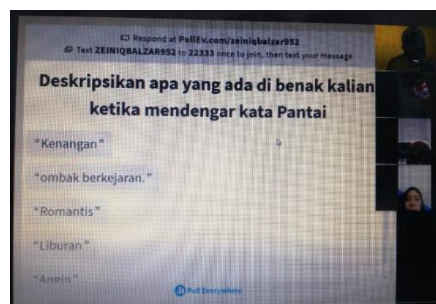 Respond at PollEv.com/zeiniqbalzar952
Text ZEINIQBALZAR952 to 22333 once to join, then text your message
Deskripsikan apa yang ada di benak kalian
ketika mendengar kata Pantai
"Kenangan"
"ombak berkejaran."
"Romantis"
"Liburan"
"Angin"
Poll Everywhere